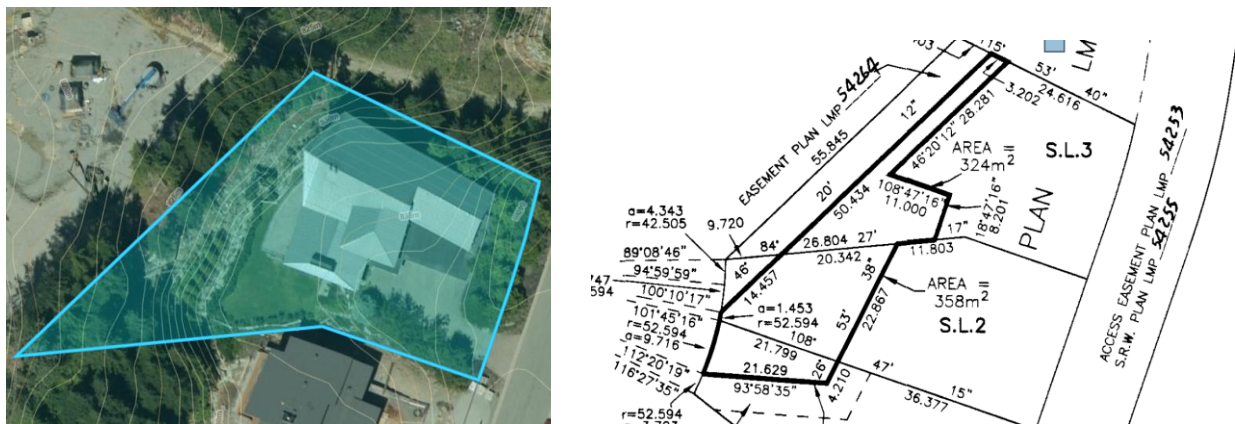 15'
53'
40"
24.616
LM
3.202
EASEMENT PLAN LMP 54264
55.845
12"
20'
50.434
46°20'12" 28.281
AREA =
324m²
S.L.3
108°47'16"
11.000
18°47'16"
8.201
PLAN
a=4.343
r=42.505
9.720
84°
26.804
27'
17"
20.342
11.803
89°08'46"
94°59'59"
46°
14.457
100°10'17"
101°45'16"
r=52.594
a=9.716
112°20'19"
116°27'35"
a=1.453
r=52.594
38"
53'
22.867
AREA =
358m²
S.L.2
108°
21.799
21.629
26°
93°58'35"
4.210
47'
15"
36.377
r=52.594
ACCESS EASEMENT PLAN LMP 54253
S.R.W. PLAN LMP 54255